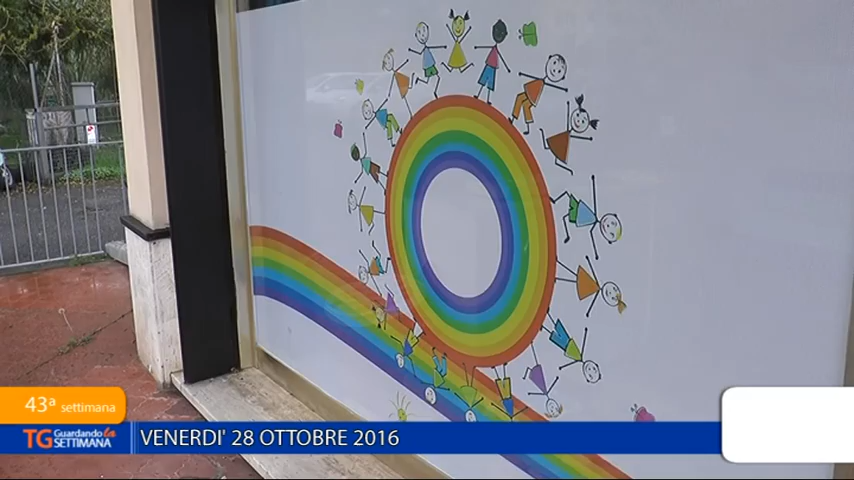 43ª settimana
TG Guardando la SETTIMANA
VENERDI' 28 OTTOBRE 2016